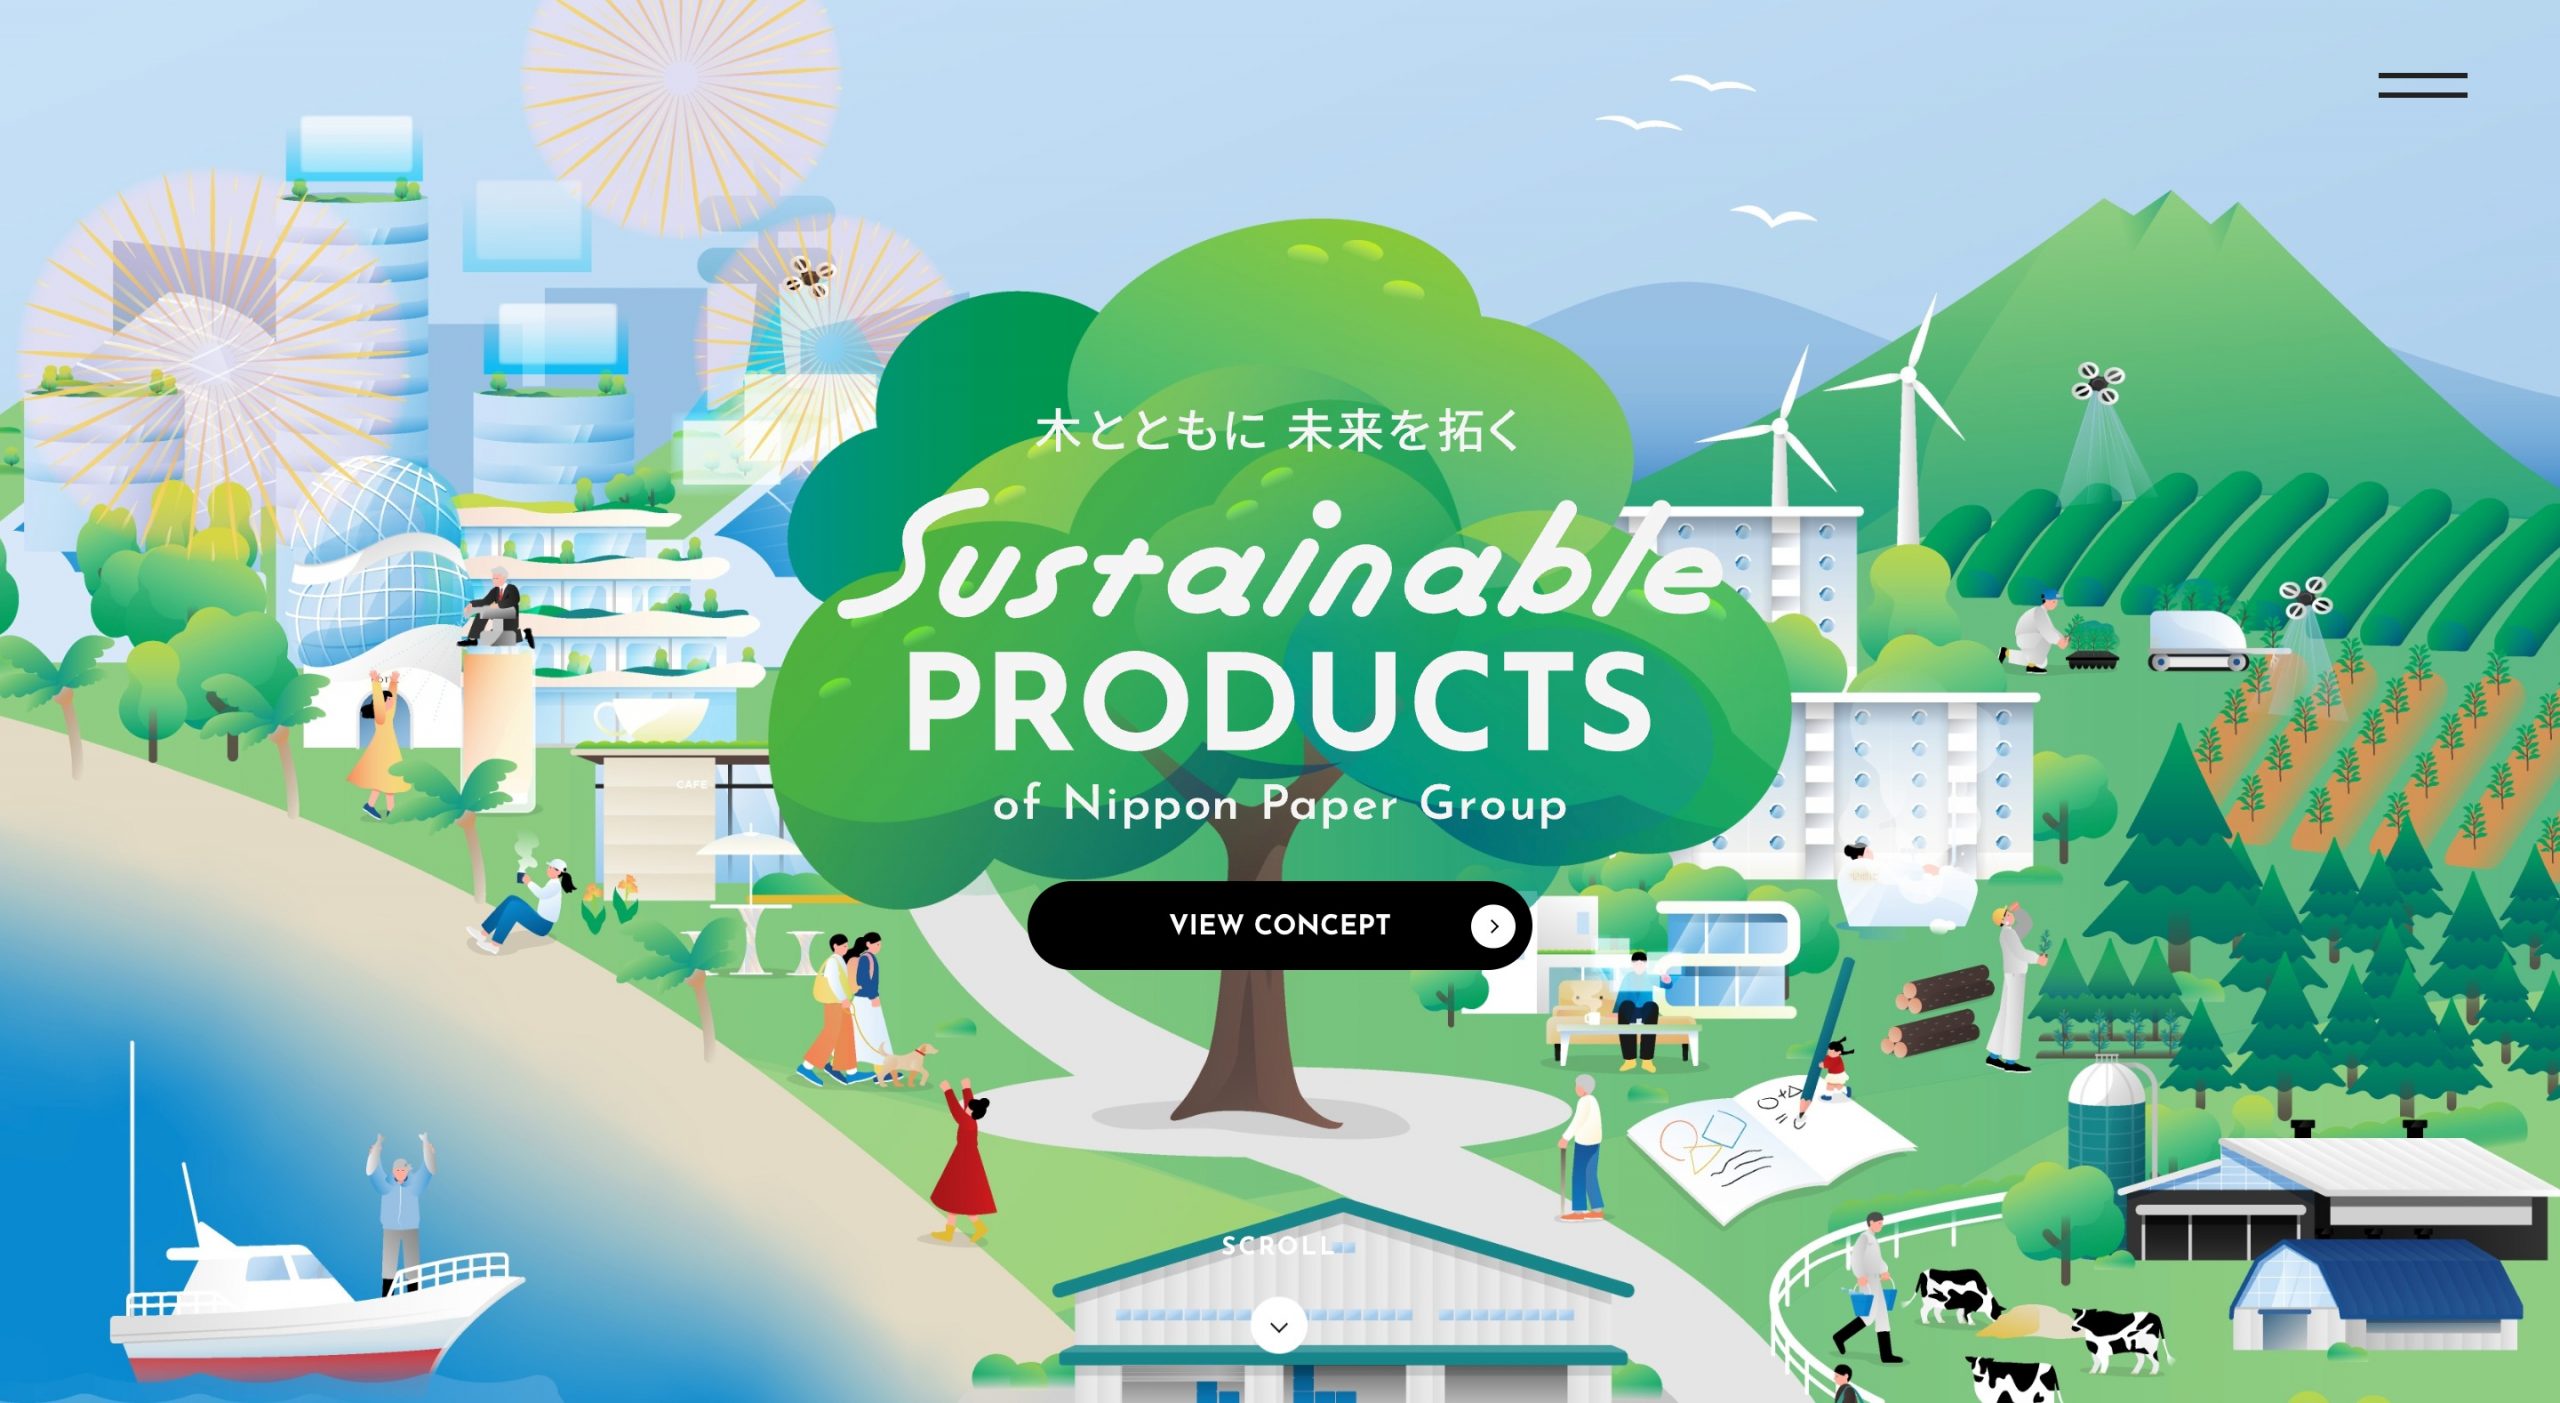 木とともに 未来を拓く
Sustainable
PRODUCTS
of Nippon Paper Group
CAFE
VIEW CONCEPT
SCROLL